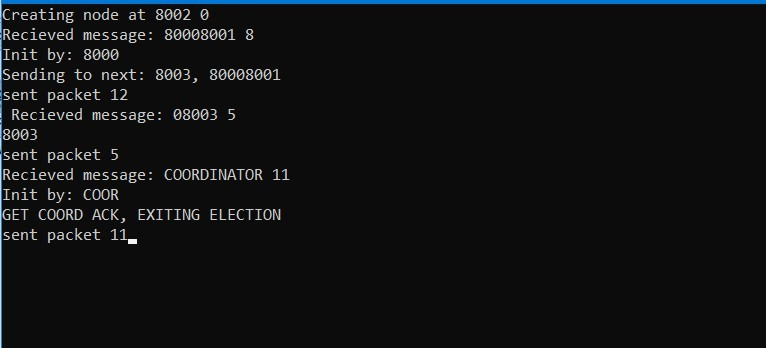 Creating node at 8002 0
Recieved message: 80008001 8
Init by: 8000
Sending to next: 8003, 80008001
sent packet 12
Recieved message: 08003 5
8003
sent packet 5
Recieved message: COORDINATOR 11
Init by: COOR
GET COORD ACK, EXITING ELECTION
sent packet 11